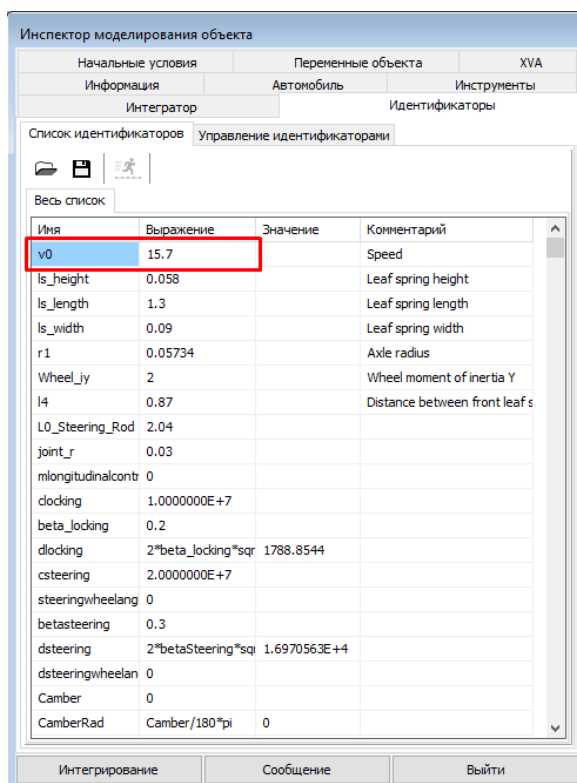 Инспектор моделирования объекта
Начальные условия Переменные объекта XVA
Информация Автомобиль Инструменты
Интегратор Идентификаторы
Список идентификаторов Управление идентификаторами
Весь список
Имя Выражение Значение Комментарий
v0 15.7 Speed
ls_height 0.058 Leaf spring height
ls_length 1.3 Leaf spring length
ls_width 0.09 Leaf spring width
r1 0.05734 Axle radius
Wheel_iy 2 Wheel moment of inertia Y
l4 0.87 Distance between front leaf s
L0_Steering_Rod 2.04
joint_r 0.03
mlongitudinalcontr 0
clocking 1.0000000E+7
beta_locking 0.2
dlocking 2*beta_locking*sqr 1788.8544
csteering 2.0000000E+7
steeringwheelang 0
betasteering 0.3
dsteering 2*betaSteering*sqr 1.6970563E+4
dsteeringwheelan 0
Camber 0
CamberRad Camber/180*pi 0
Интегрирование Сообщение Выйти